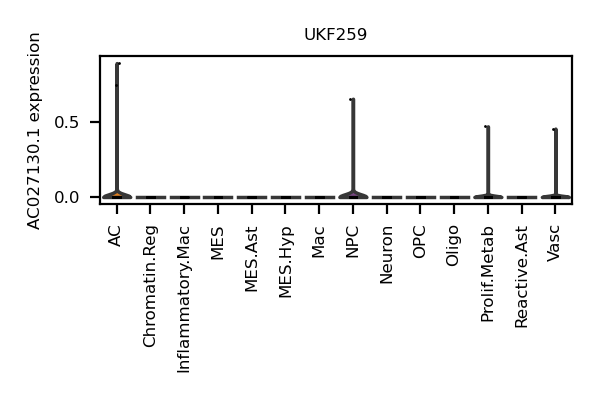 UKF259
AC027130.1 expression
0.5
0.0
AC
Chromatin.Reg
Inflammatory.Mac
MES
MES.Ast
MES.Hyp
Mac
NPC
Neuron
OPC
Oligo
Prolif.Metab
Reactive.Ast
Vasc